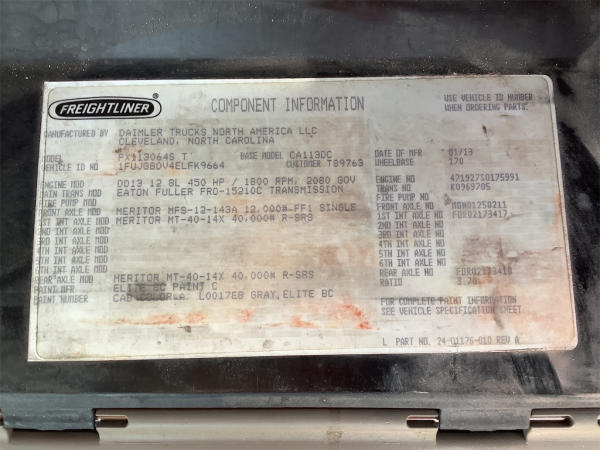 FREIGHTLINER ®
COMPONENT INFORMATION
USE VEHICLE ID NUMBER
WHEN ORDERING PARTS.
MANUFACTURED BY DAIMLER TRUCKS NORTH AMERICA LLC
CLEVELAND, NORTH CAROLINA
DATE OF MFR 01/13
MODEL PX113064S T BASE MODEL CA113DC WHEELBASE 170
VEHICLE ID NO 1FUJGBDV4ELFK9664 CUSTOMER T89763
ENGINE MOD DD13 12.8L 450 HP / 1800 RPM, 2080 GOV ENGINE NO 471927S0175991
MAIN TRANS MOD EATON FULLER FRO-15210C TRANSMISSION TRANS NO K0969705
FIRE PUMP MOD FIRE PUMP NO
FRONT AXLE MOD MERITOR MFS-12-143A 12,000# FF1 SINGLE FRONT AXLE NO
1ST INT AXLE MOD MERITOR MT-40-14X 40,000# R-SRS 1ST INT AXLE NO FDR02173417
2ND INT AXLE MOD 2ND INT AXLE NO
3RD INT AXLE MOD 3RD INT AXLE NO
4TH INT AXLE MOD 4TH INT AXLE NO
5TH INT AXLE MOD 5TH INT AXLE NO
6TH INT AXLE MOD 6TH INT AXLE NO
REAR AXLE MOD MERITOR MT-40-14X 40,000# R-SRS REAR AXLE NO
PAINT MFR ELITE BC PAINT C RATIO
PAINT NUMBER CAB COLOR A: L0017EB GRAY, ELITE BC
FOR COMPLETE PAINT INFORMATION
SEE VEHICLE SPECIFICATION SHEET
L PART NO. 24-01176-010 REV A